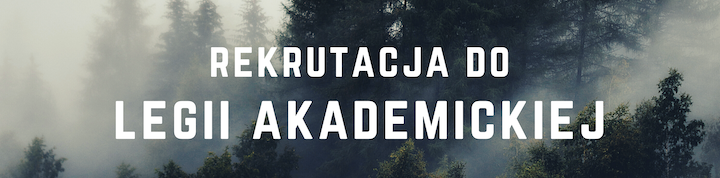 REKRUTACJA DO
LEGII AKADEMICKIEJ